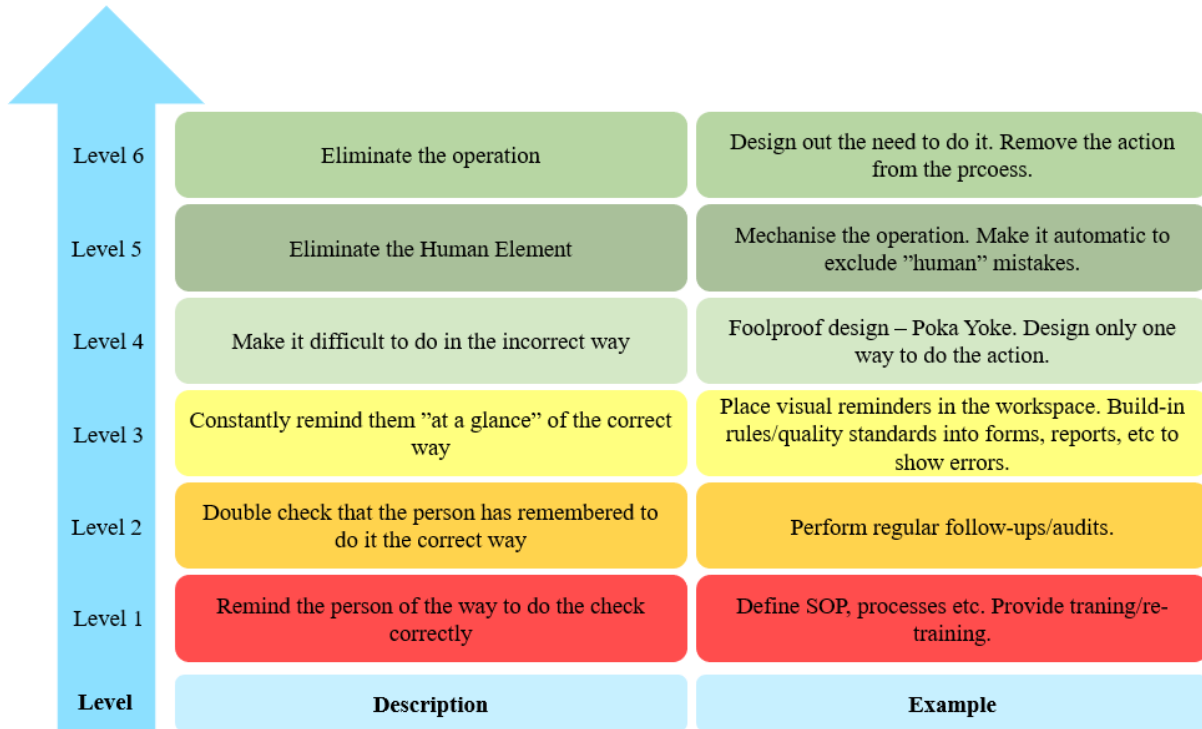 Level 6
Eliminate the operation
Design out the need to do it. Remove the action
from the prcoess.
Level 5
Eliminate the Human Element
Mechanise the operation. Make it automatic to
exclude ”human” mistakes.
Level 4
Make it difficult to do in the incorrect way
Foolproof design – Poka Yoke. Design only one
way to do the action.
Level 3
Constantly remind them ”at a glance” of the correct
way
Place visual reminders in the workspace. Build-in
rules/quality standards into forms, reports, etc to
show errors.
Level 2
Double check that the person has remembered to
do it the correct way
Perform regular follow-ups/audits.
Level 1
Remind the person of the way to do the check
correctly
Define SOP, processes etc. Provide traning/re-
training.
Level
Description
Example